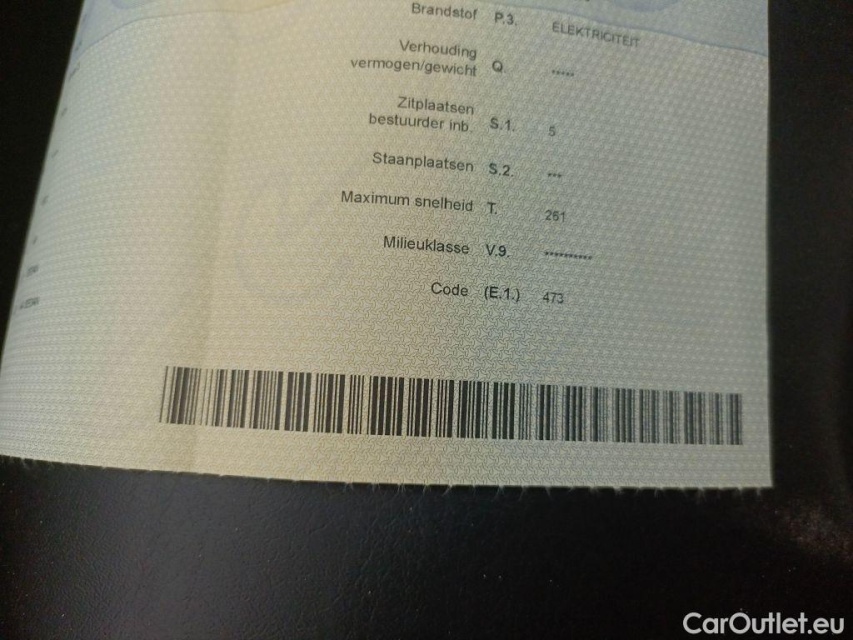 Brandstof P.3. ELEKTRICITEIT
Verhouding
vermogen/gewicht Q. *****
Zitplaatsen
bestuurder inb. S.1. 5
Staanplaatsen S.2. ***
Maximum snelheid T. 261
Milieuklasse V.9. **********
Code (E.1.) 473
CarOutlet.eu